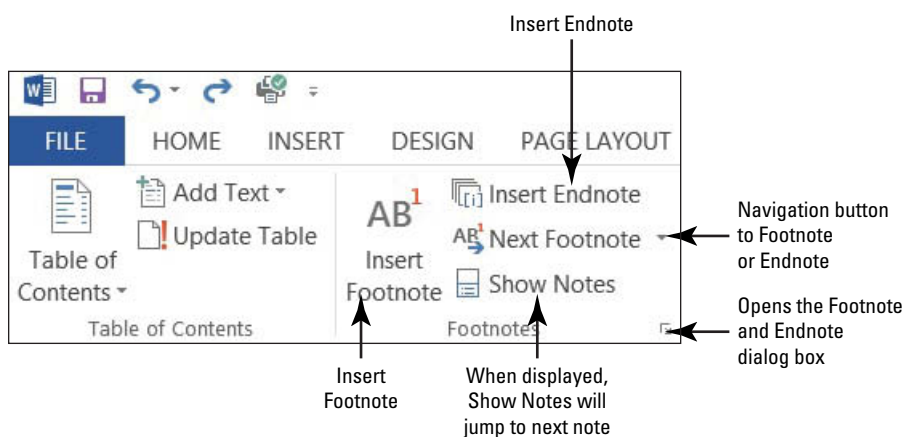 Insert Endnote
W
FILE HOME INSERT DESIGN PAGE LAYOUT
Add Text
AB1
[i] Insert Endnote
Update Table
AB1 Next Footnote
Navigation button
to Footnote
or Endnote
Table of
Contents
Insert
Footnote
Show Notes
Table of Contents
Footnotes
Opens the Footnote
and Endnote
dialog box
Insert
Footnote
When displayed,
Show Notes will
jump to next note